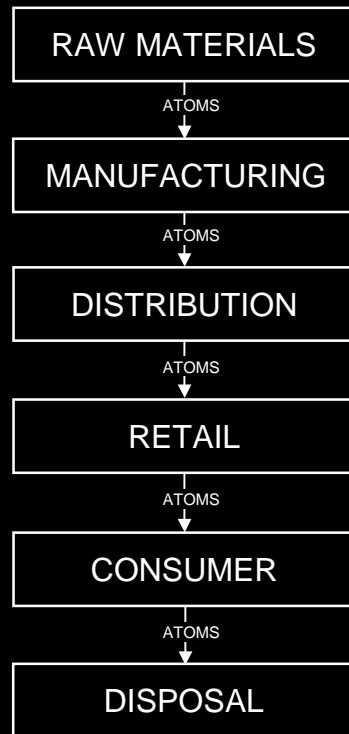 RAW MATERIALS
ATOMS
MANUFACTURING
ATOMS
DISTRIBUTION
ATOMS
RETAIL
ATOMS
CONSUMER
ATOMS
DISPOSAL